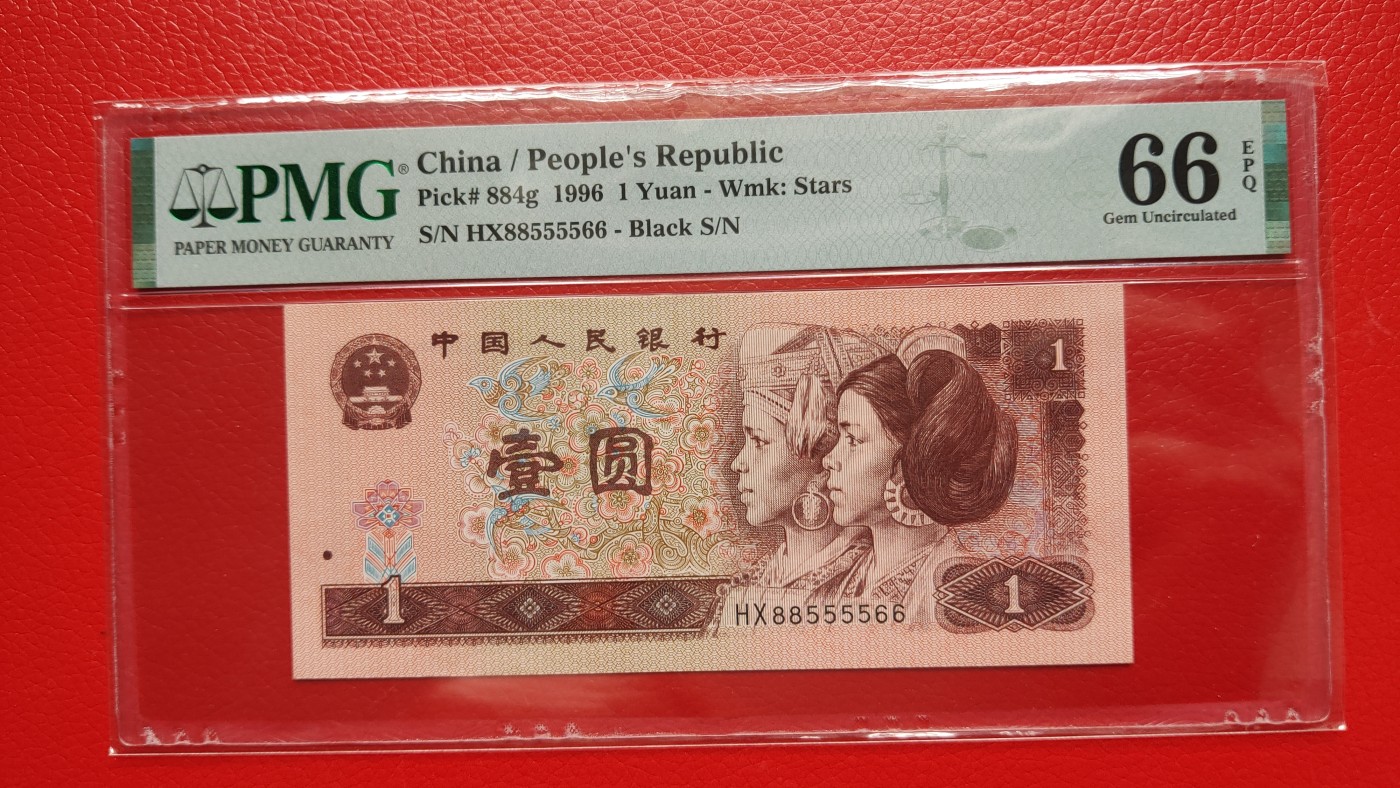 PMG®
PAPER MONEY GUARANTY
China / People's Republic
Pick# 884g 1996 1 Yuan - Wmk: Stars
S/N HX88555566 - Black S/N
66
EPQ
Gem Uncirculated
中国人民银行
1
壹圆
1
HX88555566
1